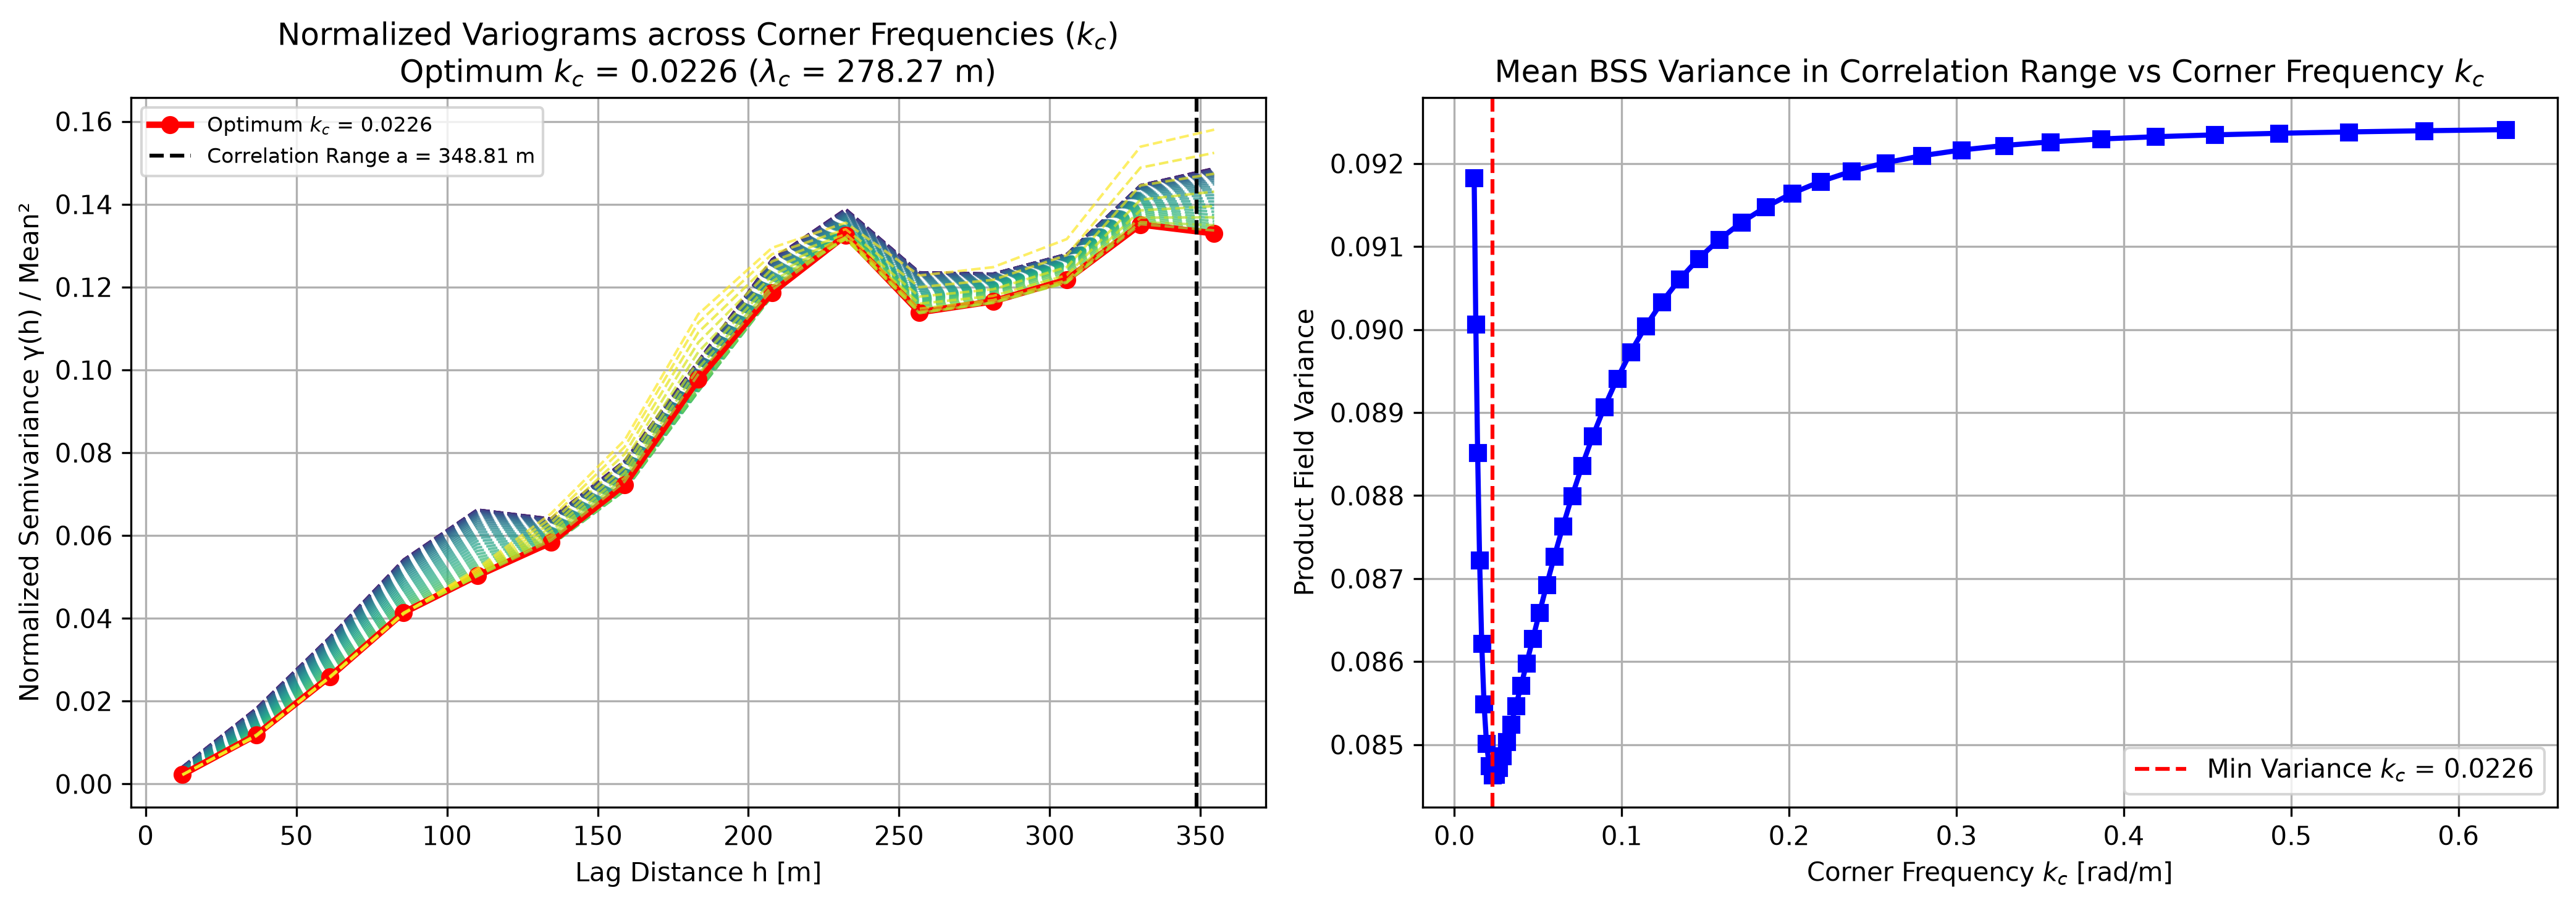 Normalized Variograms across Corner Frequencies (k_c)
Optimum k_c = 0.0226 (λ_c = 278.27 m)
Optimum k_c = 0.0226
Correlation Range a = 348.81 m
Normalized Semivariance γ(h) / Mean²
0.16
0.14
0.12
0.10
0.08
0.06
0.04
0.02
0.00
0 50 100 150 200 250 300 350
Lag Distance h [m]
Mean BSS Variance in Correlation Range vs Corner Frequency k_c
Product Field Variance
0.092
0.091
0.090
0.089
0.088
0.087
0.086
0.085
Min Variance k_c = 0.0226
0.0 0.1 0.2 0.3 0.4 0.5 0.6
Corner Frequency k_c [rad/m]